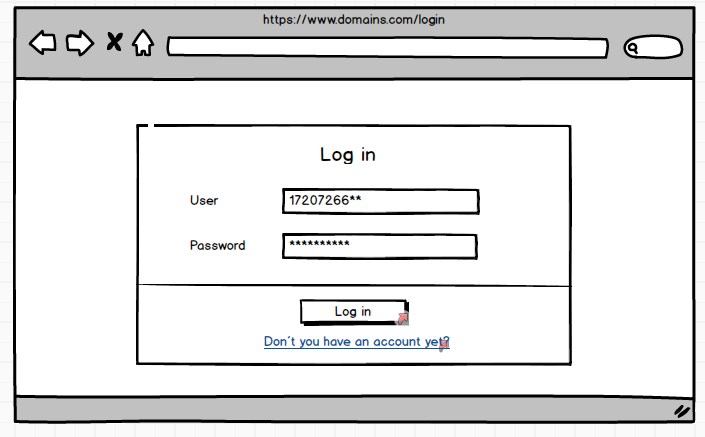 https://www.domains.com/login
Log in
User
17207266**
Password
**********
Log in
Don´t you have an account yet?